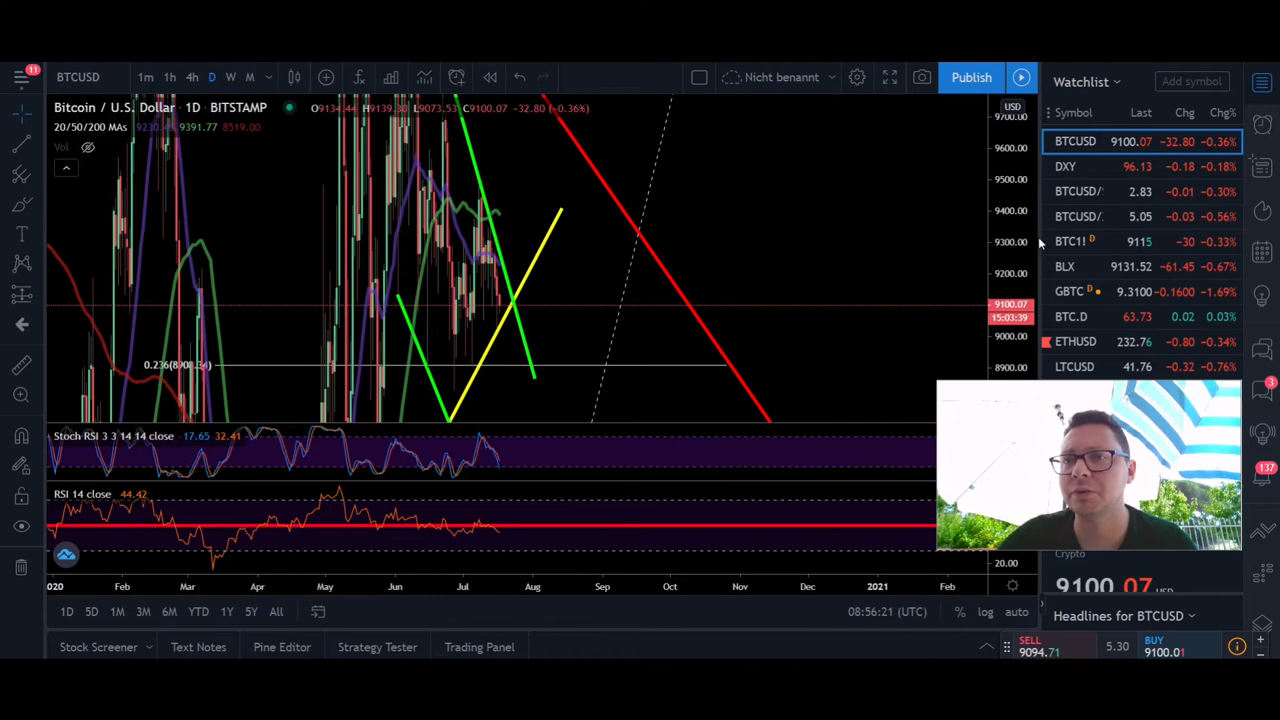 11
BTCUSD 1m 1h 4h D W M Nicht benannt Publish
Watchlist Add symbol
Bitcoin / U.S. Dollar · 1D · BITSTAMP O9134.44 H9139.30 L9073.53 C9100.07 −32.80 (−0.36%)
20/50/200 MAs 9391.77 8519.00
Vol
USD
9700.00
9600.00
9500.00
9400.00
9300.00
9200.00
9100.07
15:03:39
9000.00
8900.00
Symbol Last Chg Chg%
BTCUSD 9100.07 −32.80 −0.36%
DXY 96.13 −0.18 −0.18%
BTCUSD/ 2.83 −0.01 −0.30%
BTCUSD/ 5.05 −0.03 −0.56%
BTC1! D 9115 −30 −0.33%
BLX 9131.52 −61.45 −0.67%
GBTC D 9.3100 −0.1600 −1.69%
BTC.D 63.73 0.02 0.03%
ETHUSD 232.76 −0.80 −0.34%
LTCUSD 41.76 −0.32 −0.76%
3
137
Stoch RSI 3 3 14 14 close 17.65 32.41
RSI 14 close 44.42
20.00
Feb Mar Apr May Jun Jul Aug Sep Oct Nov Dec 2021 Feb
Crypto
9100.07 USD
1D 5D 1M 3M 6M YTD 1Y 5Y All 08:56:21 (UTC) % log auto
Headlines for BTCUSD
Stock Screener Text Notes Pine Editor Strategy Tester Trading Panel
SELL
9094.71
5.30
BUY
9100.01